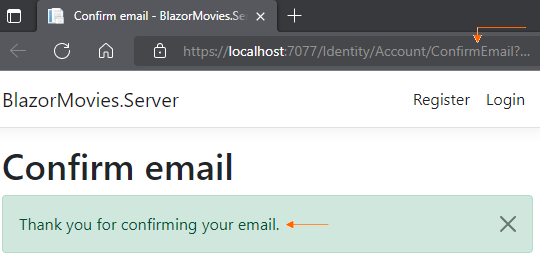 Confirm email - BlazorMovies.Se
https://localhost:7077/Identity/Account/ConfirmEmail?...
BlazorMovies.Server Register Login
Confirm email
Thank you for confirming your email.